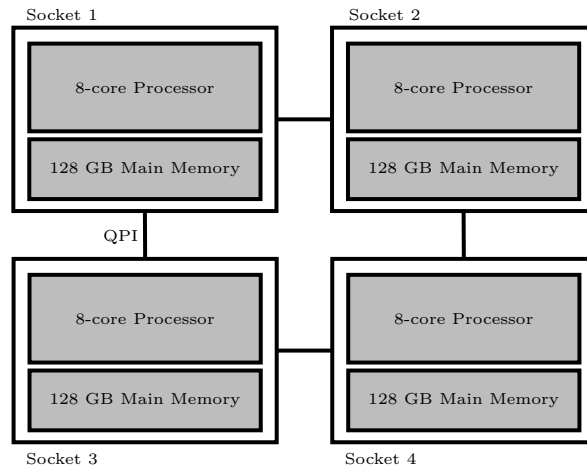 Socket 1
Socket 2
8-core Processor
8-core Processor
128 GB Main Memory
128 GB Main Memory
QPI
8-core Processor
8-core Processor
128 GB Main Memory
128 GB Main Memory
Socket 3
Socket 4